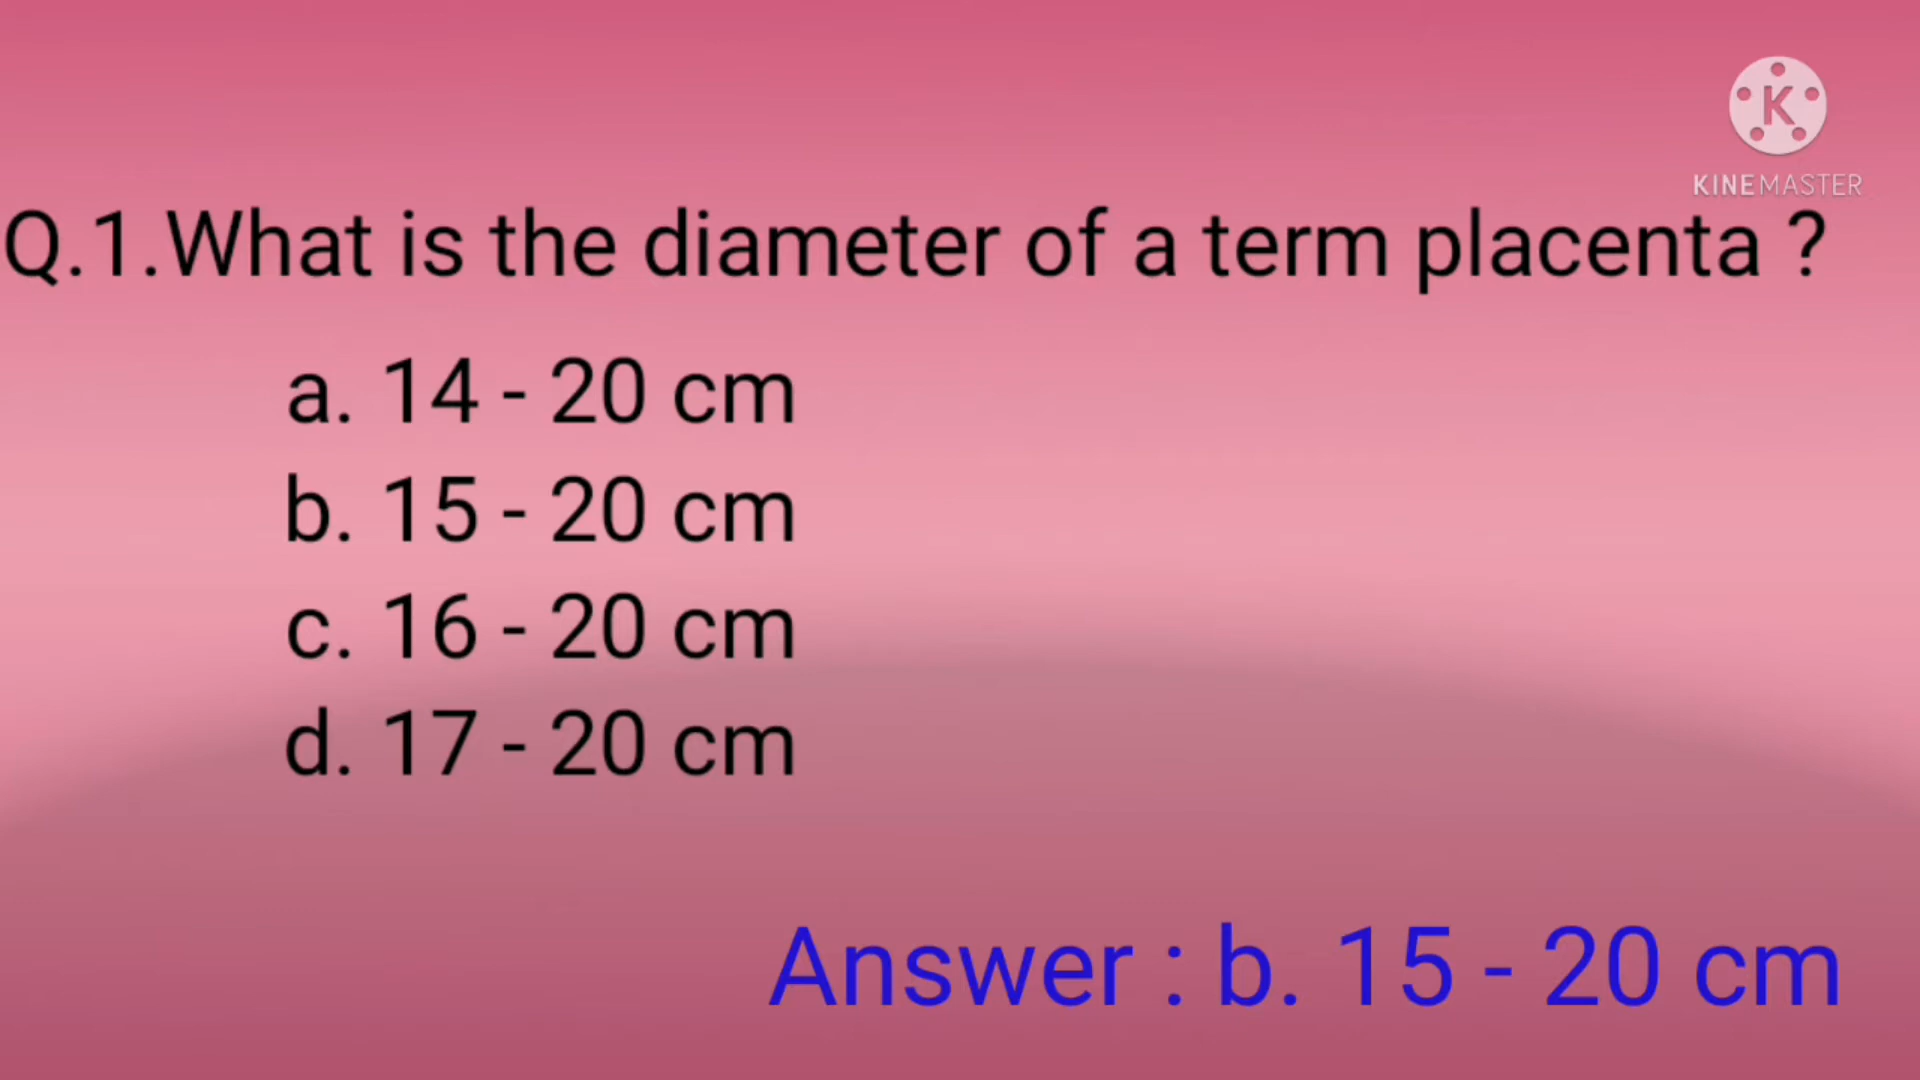 K
KINEMASTER
Q.1.What is the diameter of a term placenta ?
a. 14 - 20 cm
b. 15 - 20 cm
c. 16 - 20 cm
d. 17 - 20 cm
Answer : b. 15 - 20 cm